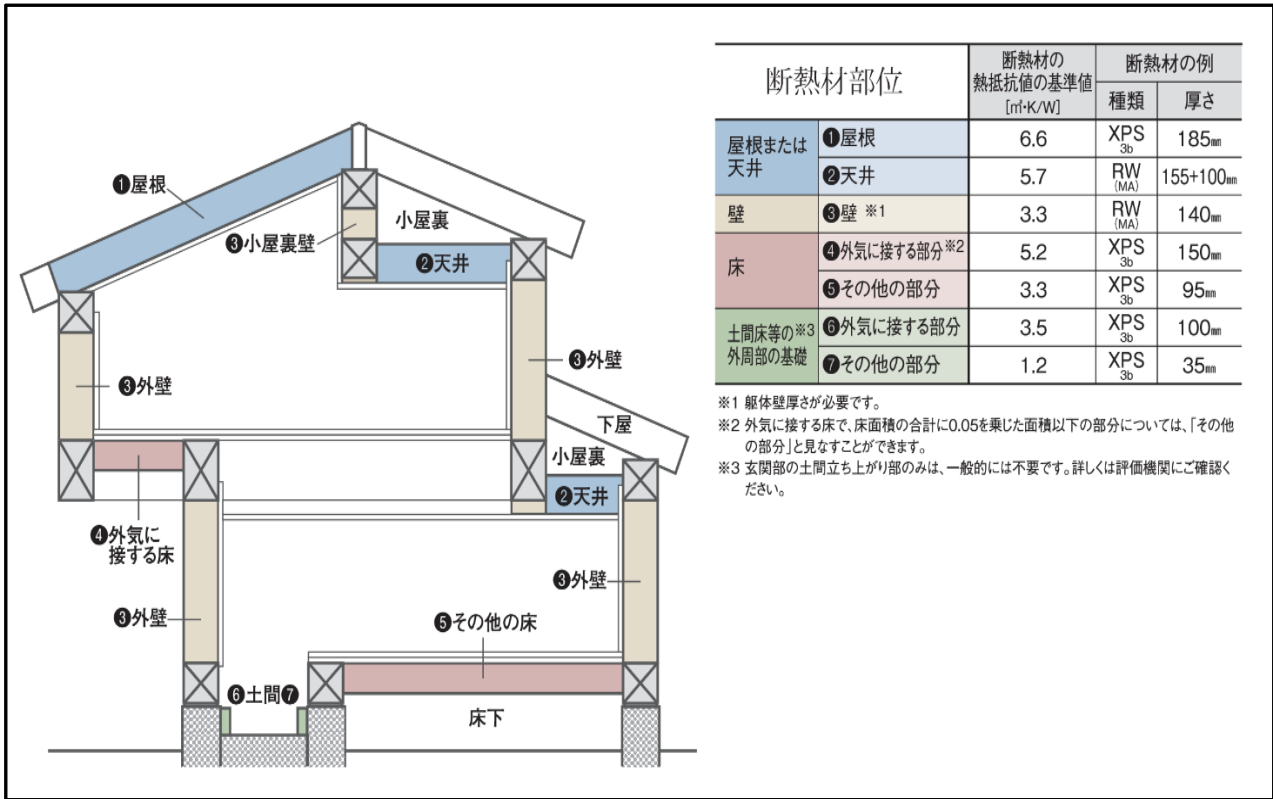 ❶屋根
❸小屋裏壁
小屋裏
❷天井
❸外壁
❸外壁
下屋
小屋裏
❷天井
❹外気に
接する床
❸外壁
❸外壁
❺その他の床
❻土間❼
床下
断熱材部位
断熱材の
熱抵抗値の基準値
[㎡・K/W]
断熱材の例
種類
厚さ
屋根または
天井
❶屋根
6.6
XPS
3b
185㎜
❷天井
5.7
RW
(MA)
155+100㎜
壁
❸壁 ※1
3.3
RW
(MA)
140㎜
床
❹外気に接する部分※2
5.2
XPS
3b
150㎜
❺その他の部分
3.3
XPS
3b
95㎜
土間床等の※3
外周部の基礎
❻外気に接する部分
3.5
XPS
3b
100㎜
❼その他の部分
1.2
XPS
3b
35㎜
※1 躯体壁厚さが必要です。
※2 外気に接する床で、床面積の合計に0.05を乗じた面積以下の部分については、「その他
の部分」と見なすことができます。
※3 玄関部の土間立ち上がり部のみは、一般的には不要です。詳しくは評価機関にご確認く
ださい。